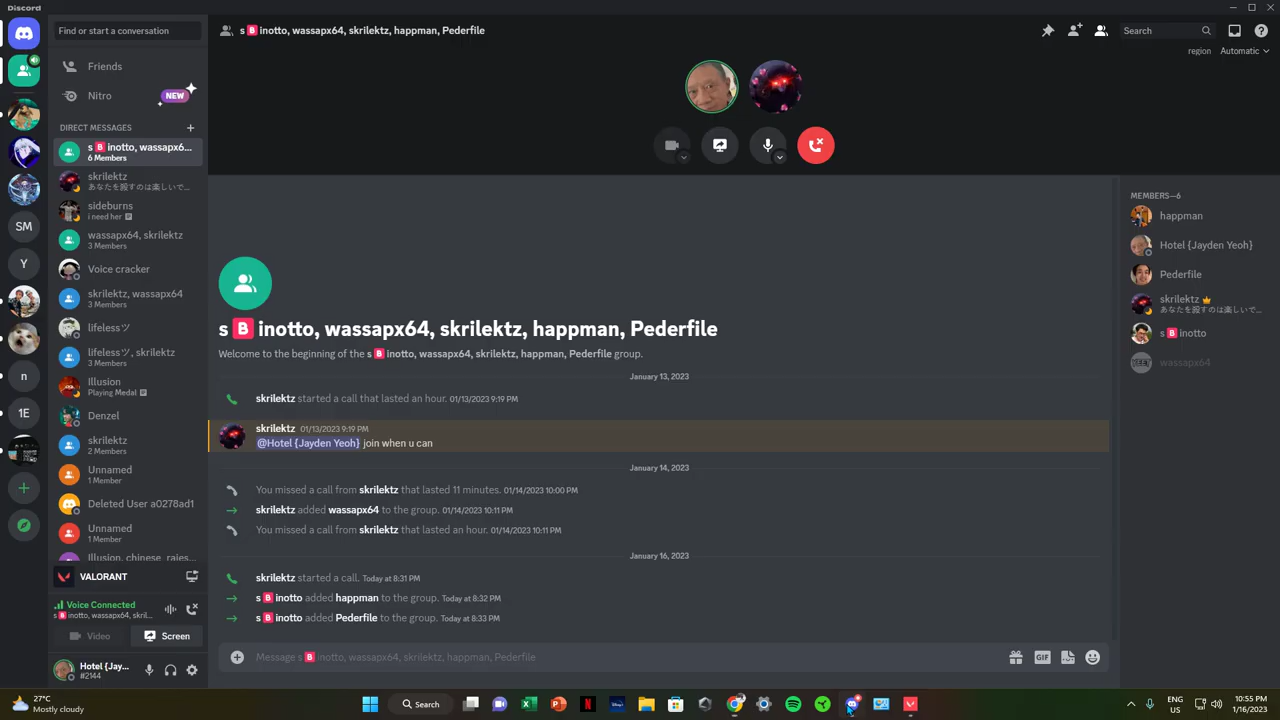 Discord
Find or start a conversation
Friends
Nitro
NEW
DIRECT MESSAGES
s🅱️inotto, wassapx6...
6 Members
skrilektz
あなたを殺すのは楽しいで...
sideburns
i need her
wassapx64, skrilektz
3 Members
Voice cracker
skrilektz, wassapx64
3 Members
lifelessツ
lifelessツ, skrilektz
3 Members
Illusion
Playing Medal
Denzel
skrilektz
2 Members
Unnamed
1 Member
Deleted User a0278ad1
Unnamed
1 Member
Illusion, chinese, rajes...
VALORANT
Voice Connected
s🅱️inotto, wassapx64, skril...
Video
Screen
Hotel {Jay...
#2144
SM
Y
n
1E
s🅱️inotto, wassapx64, skrilektz, happman, Pederfile
Search
region
Automatic
s🅱️inotto, wassapx64, skrilektz, happman, Pederfile
Welcome to the beginning of the s🅱️inotto, wassapx64, skrilektz, happman, Pederfile group.
January 13, 2023
skrilektz started a call that lasted an hour. 01/13/2023 9:19 PM
skrilektz 01/13/2023 9:19 PM
@Hotel {Jayden Yeoh} join when u can
January 14, 2023
You missed a call from skrilektz that lasted 11 minutes. 01/14/2023 10:00 PM
skrilektz added wassapx64 to the group. 01/14/2023 10:11 PM
You missed a call from skrilektz that lasted an hour. 01/14/2023 10:11 PM
January 16, 2023
skrilektz started a call. Today at 8:31 PM
s🅱️inotto added happman to the group. Today at 8:32 PM
s🅱️inotto added Pederfile to the group. Today at 8:33 PM
Message s🅱️inotto, wassapx64, skrilektz, happman, Pederfile
GIF
MEMBERS—6
happman
Hotel {Jayden Yeoh}
Pederfile
skrilektz
あなたを殺すのは楽しいで...
s🅱️inotto
wassapx64
27°C
Mostly cloudy
Search
ENG
US
10:55 PM
1/16/2023